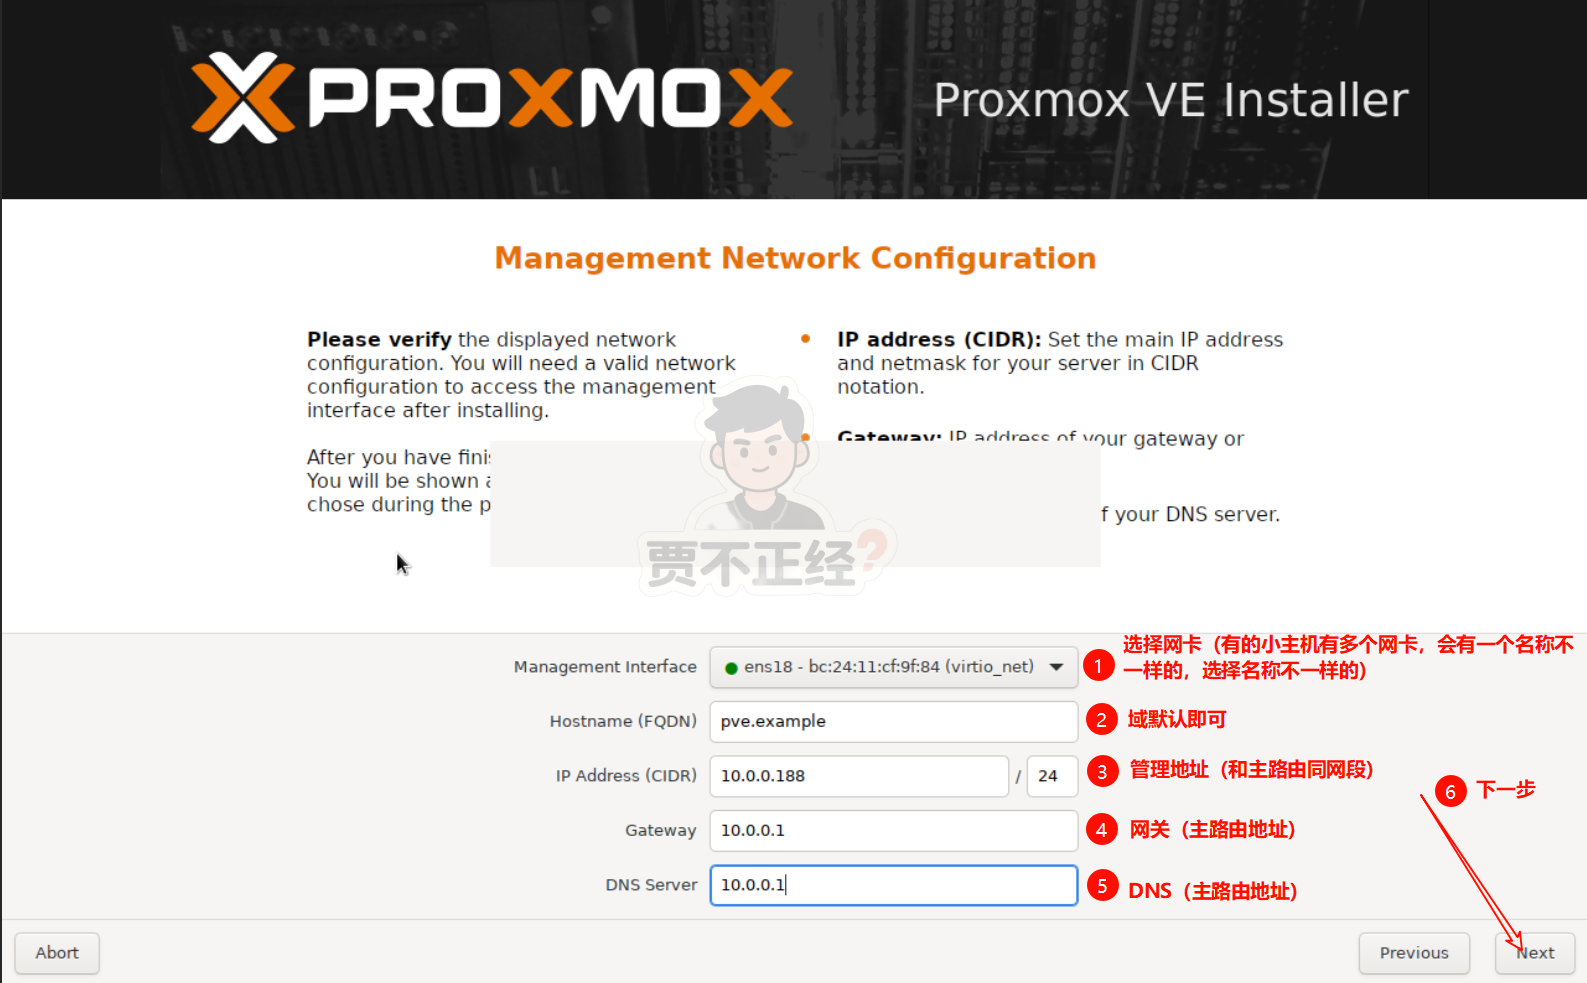 PROXMOX
Proxmox VE Installer
Management Network Configuration
Please verify the displayed network
configuration. You will need a valid network
configuration to access the management
interface after installing.
After you have
You will be shown
chose during the
IP address (CIDR): Set the main IP address
and netmask for your server in CIDR
notation.
Gateway: IP address of your gateway or
your DNS server.
贾不正经?
Management Interface
ens18 - bc:24:11:cf:9f:84 (virtio_net)
1 选择网卡（有的小主机有多个网卡，会有一个名称不
一样的，选择名称不一样的）
Hostname (FQDN)
pve.example
2 域默认即可
IP Address (CIDR)
10.0.0.188 / 24
3 管理地址（和主路由同网段）
6 下一步
Gateway
10.0.0.1
4 网关（主路由地址）
DNS Server
10.0.0.1
5 DNS（主路由地址）
Abort
Previous
Next